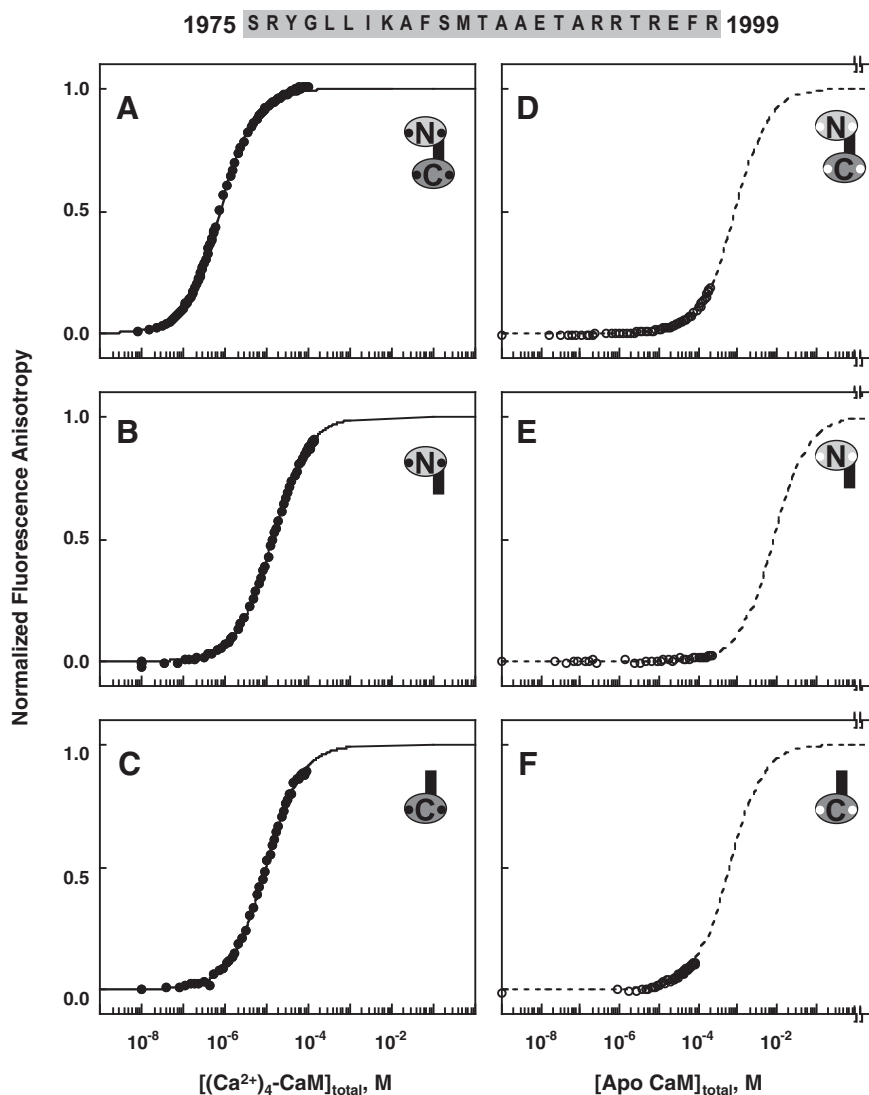 1975 S R Y G L L I K A F S M T A A E T A R R T R E F R 1999
A
N
C
D
N
C
1.0
0.5
0.0
B
N
E
N
1.0
0.5
0.0
C
C
F
C
1.0
0.5
0.0
Normalized Fluorescence Anisotropy
10-8 10-6 10-4 10-2
10-8 10-6 10-4 10-2
[(Ca2+)4-CaM]total, M
[Apo CaM]total, M